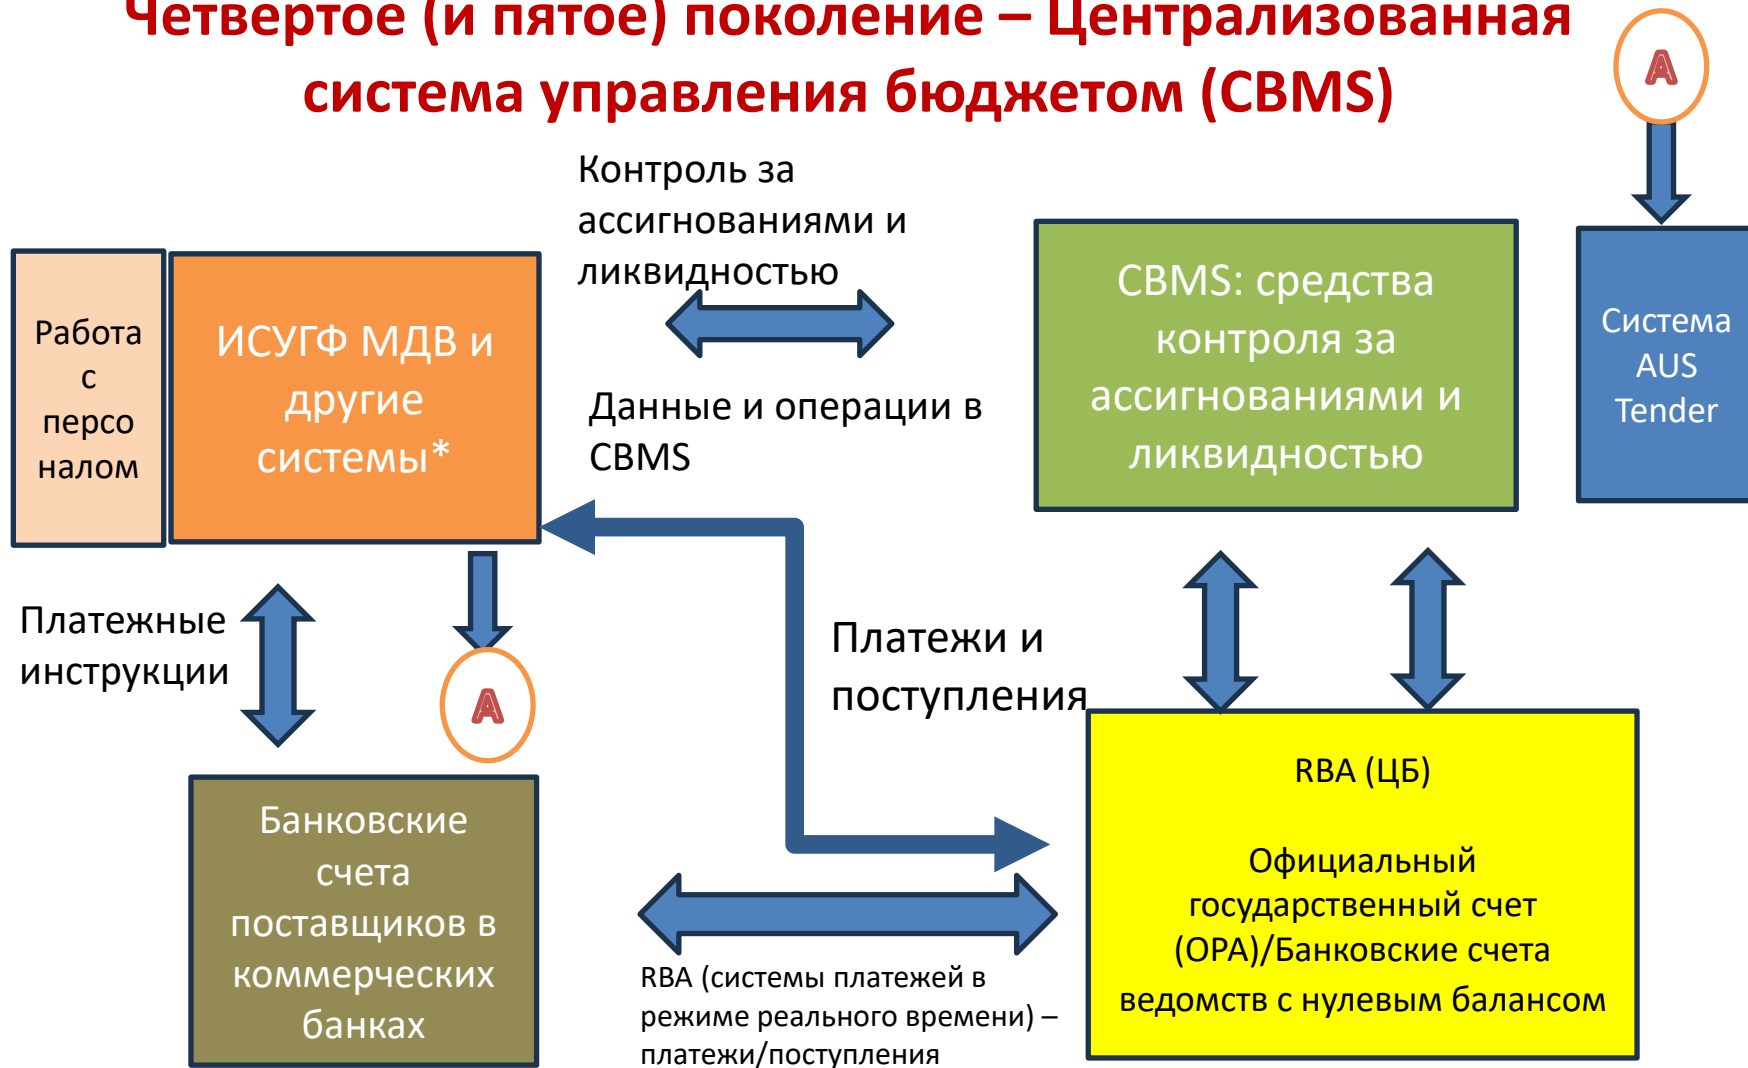 Четвертое (и пятое) поколение – Централизованная
система управления бюджетом (CBMS)
A
Контроль за
ассигнованиями и
ликвидностью
Работа
с
персо
налом
ИСУГФ МДВ и
другие
системы*
CBMS: средства
контроля за
ассигнованиями и
ликвидностью
Система
AUS
Tender
Данные и операции в
CBMS
Платежные
инструкции
A
Платежи и
поступления
Банковские
счета
поставщиков в
коммерческих
банках
RBA (ЦБ)
Официальный
государственный счет
(OPA)/Банковские счета
ведомств с нулевым балансом
RBA (системы платежей в
режиме реального времени) –
платежи/поступления